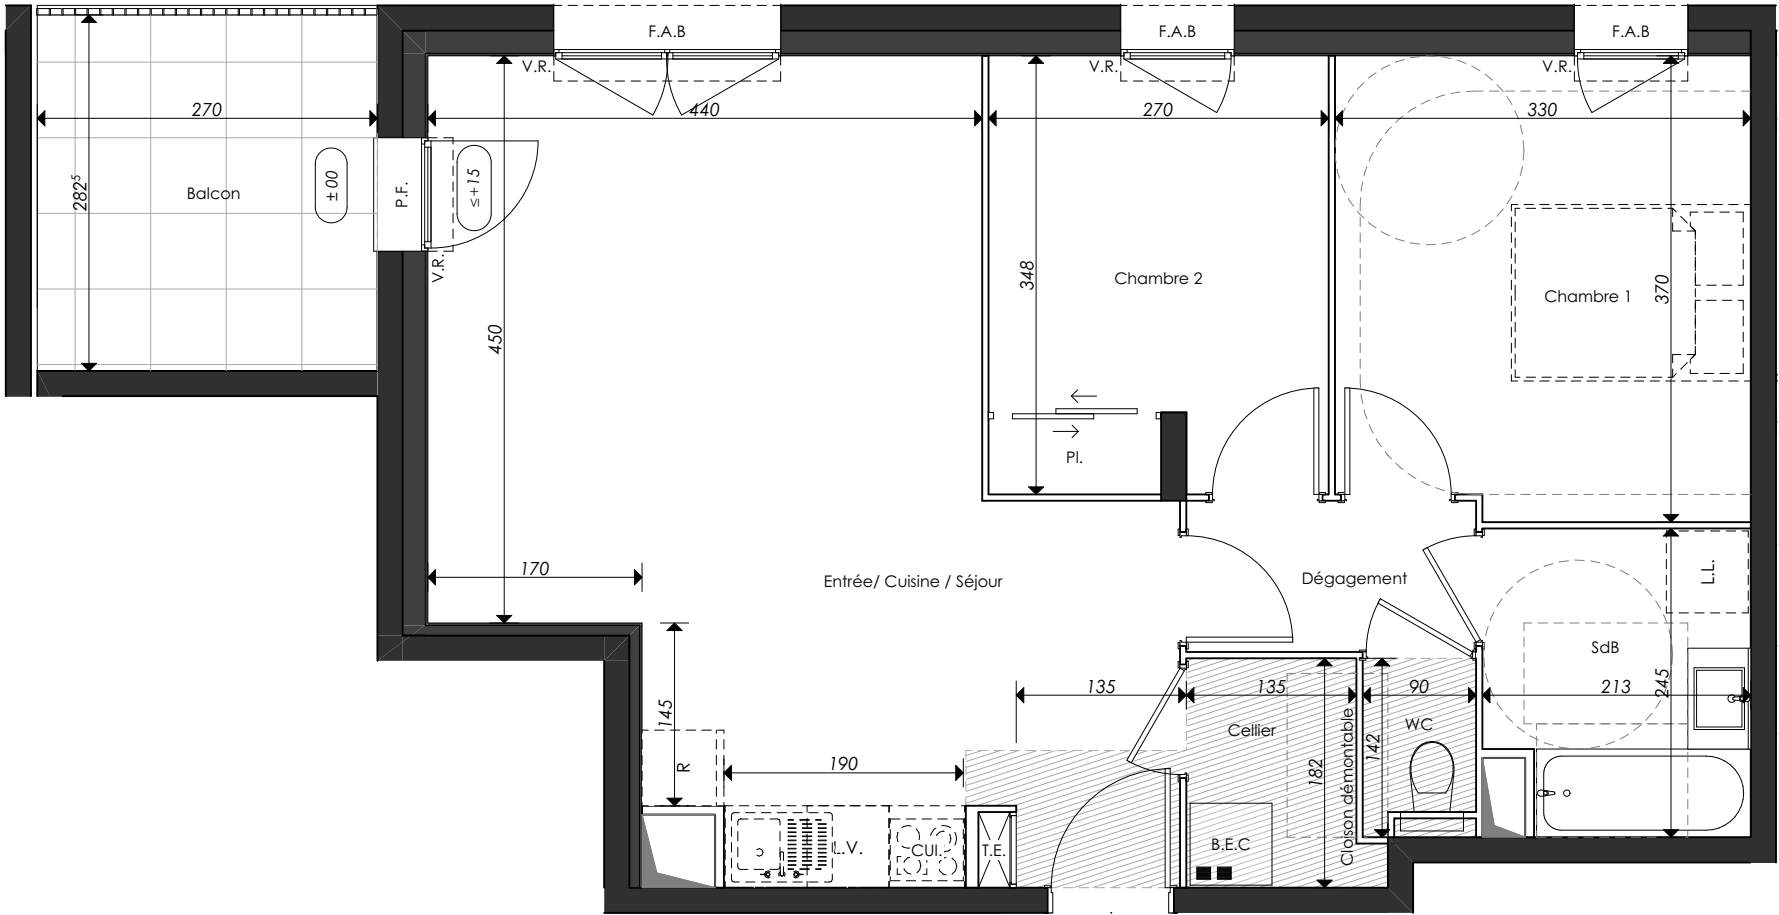 F.A.B
F.A.B
F.A.B
V.R.
V.R.
V.R.
270
440
270
330
282⁵
Balcon
±00
P.F.
≤+15
V.R.
450
348
Chambre 2
Chambre 1
370
Pl.
170
Entrée/ Cuisine / Séjour
Dégagement
L.L.
SdB
145
135
135
90
213
245
R
190
Cellier
WC
142
182
Cloison démontable
L.V.
CUI.
T.E.
B.E.C